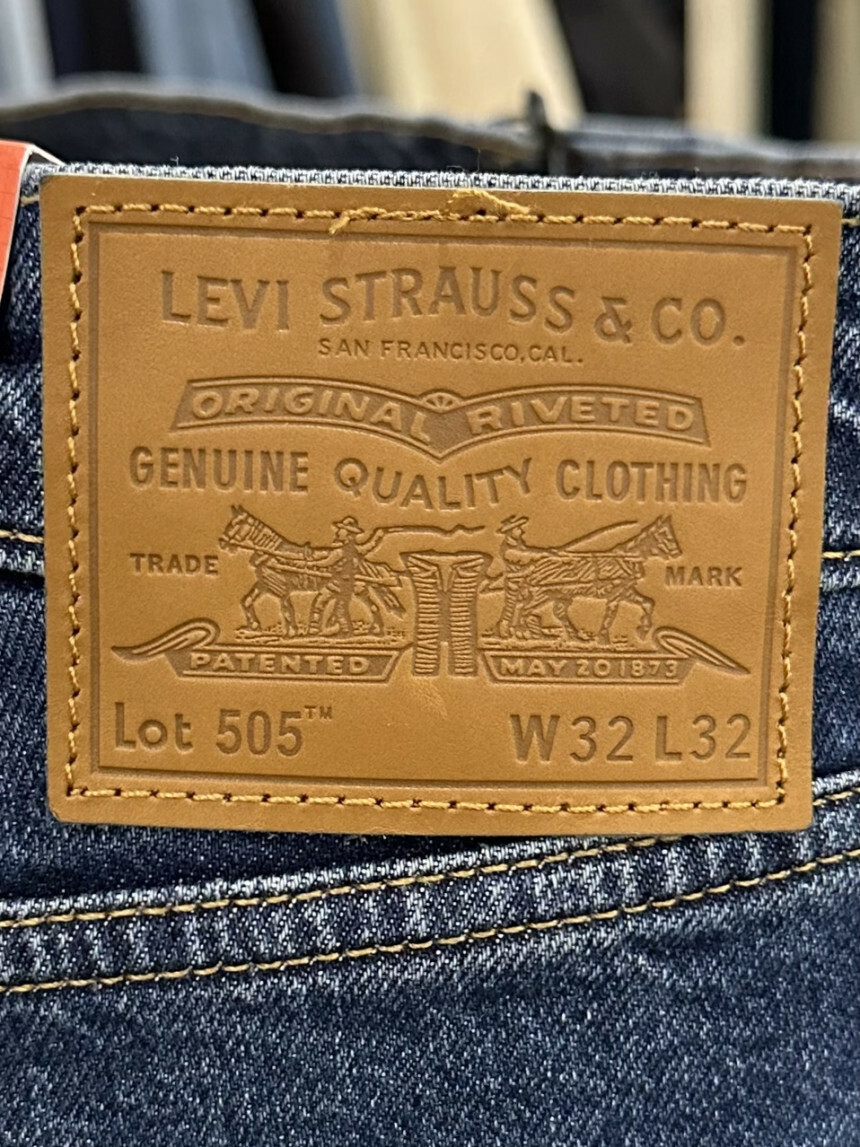 LEVI STRAUSS & CO.
SAN FRANCISCO, CAL.
ORIGINAL RIVETED
GENUINE QUALITY CLOTHING
TRADE MARK
PATENTED MAY 20 1873
Lot 505™ W32 L32